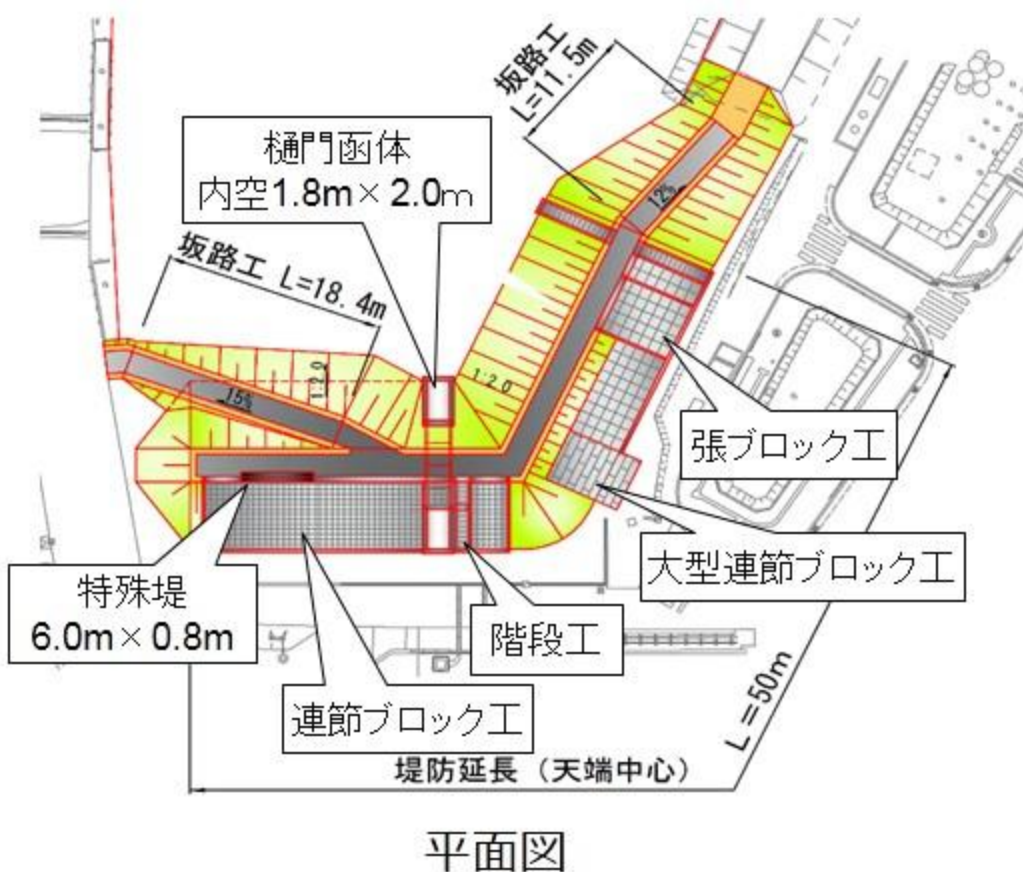 坂路工
L=11.5m
樋門函体
内空1.8m×2.0m
12%
坂路工 L=18.4m
1:2.0
1:2.0
15%
張ブロック工
大型連節ブロック工
特殊堤
6.0m×0.8m
階段工
連節ブロック工
L=50m
堤防延長（天端中心）
平面図